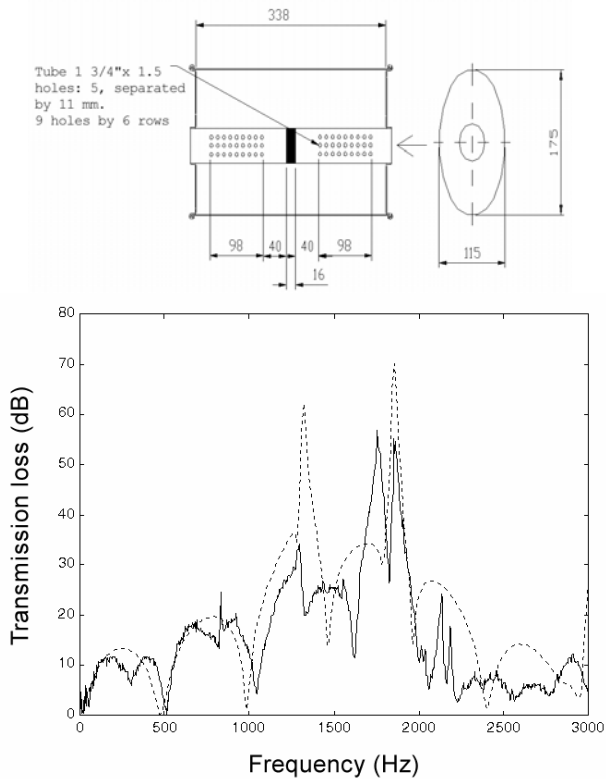 338
Tube 1 3/4"x 1.5
holes: 5, separated
by 11 mm.
9 holes by 6 rows
175
98 40 40 98
16
115
80
70
60
50
40
30
20
10
0
0 500 1000 1500 2000 2500 3000
Transmission loss (dB)
Frequency (Hz)